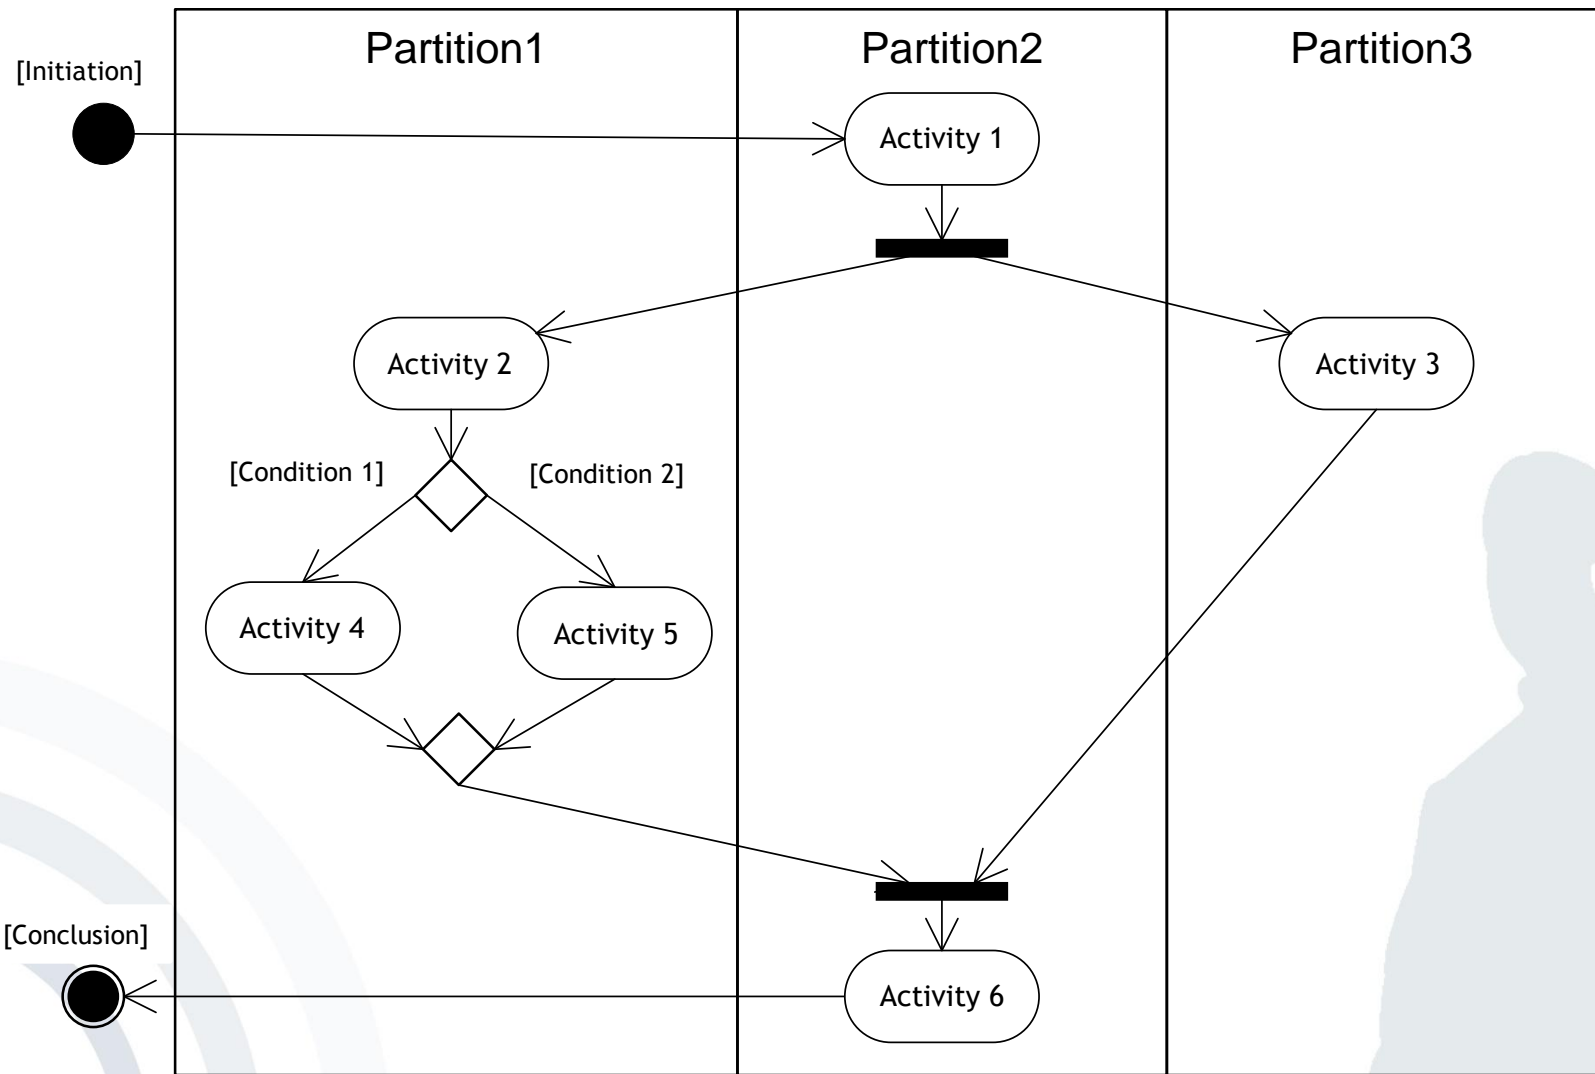 Partition1
Partition2
Partition3
[Initiation]
Activity 1
Activity 2
Activity 3
[Condition 1]
[Condition 2]
Activity 4
Activity 5
[Conclusion]
Activity 6